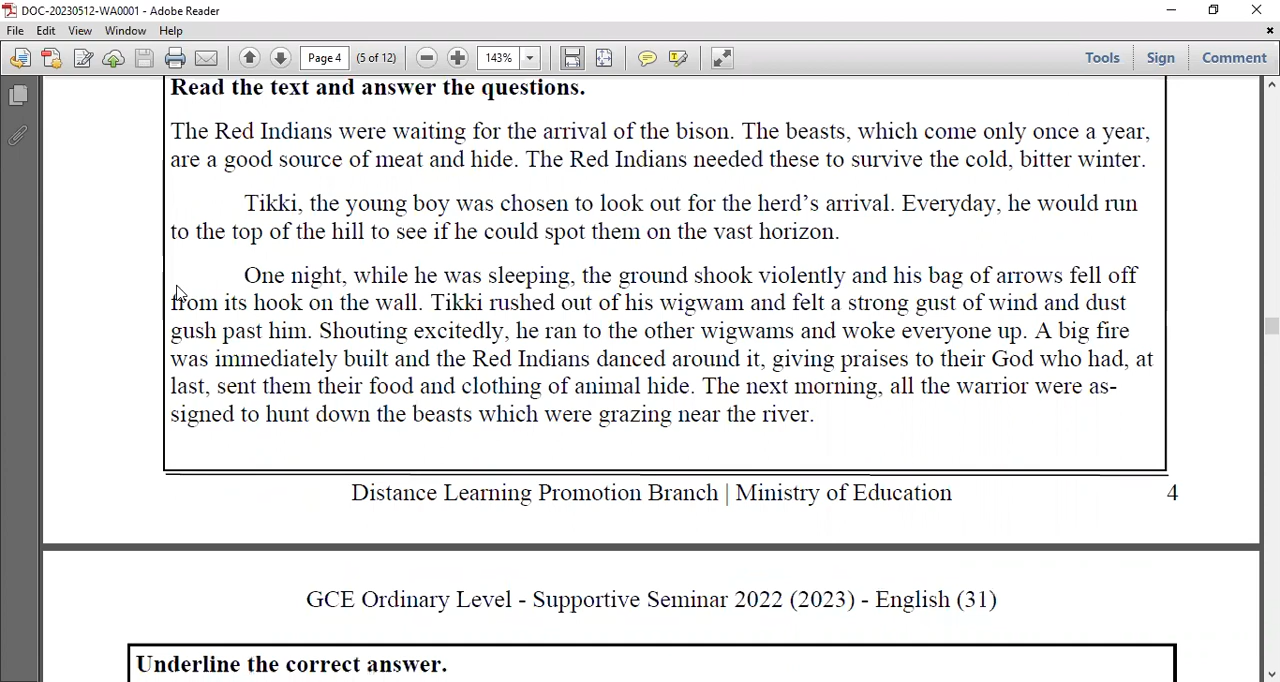 DOC-20230512-WA0001 - Adobe Reader
File Edit View Window Help
Page 4 (5 of 12) 143% Tools Sign Comment
Read the text and answer the questions.
The Red Indians were waiting for the arrival of the bison. The beasts, which come only once a year,
are a good source of meat and hide. The Red Indians needed these to survive the cold, bitter winter.
Tikki, the young boy was chosen to look out for the herd's arrival. Everyday, he would run
to the top of the hill to see if he could spot them on the vast horizon.
One night, while he was sleeping, the ground shook violently and his bag of arrows fell off
from its hook on the wall. Tikki rushed out of his wigwam and felt a strong gust of wind and dust
gush past him. Shouting excitedly, he ran to the other wigwams and woke everyone up. A big fire
was immediately built and the Red Indians danced around it, giving praises to their God who had, at
last, sent them their food and clothing of animal hide. The next morning, all the warrior were as-
signed to hunt down the beasts which were grazing near the river.
Distance Learning Promotion Branch | Ministry of Education 4
GCE Ordinary Level - Supportive Seminar 2022 (2023) - English (31)
Underline the correct answer.